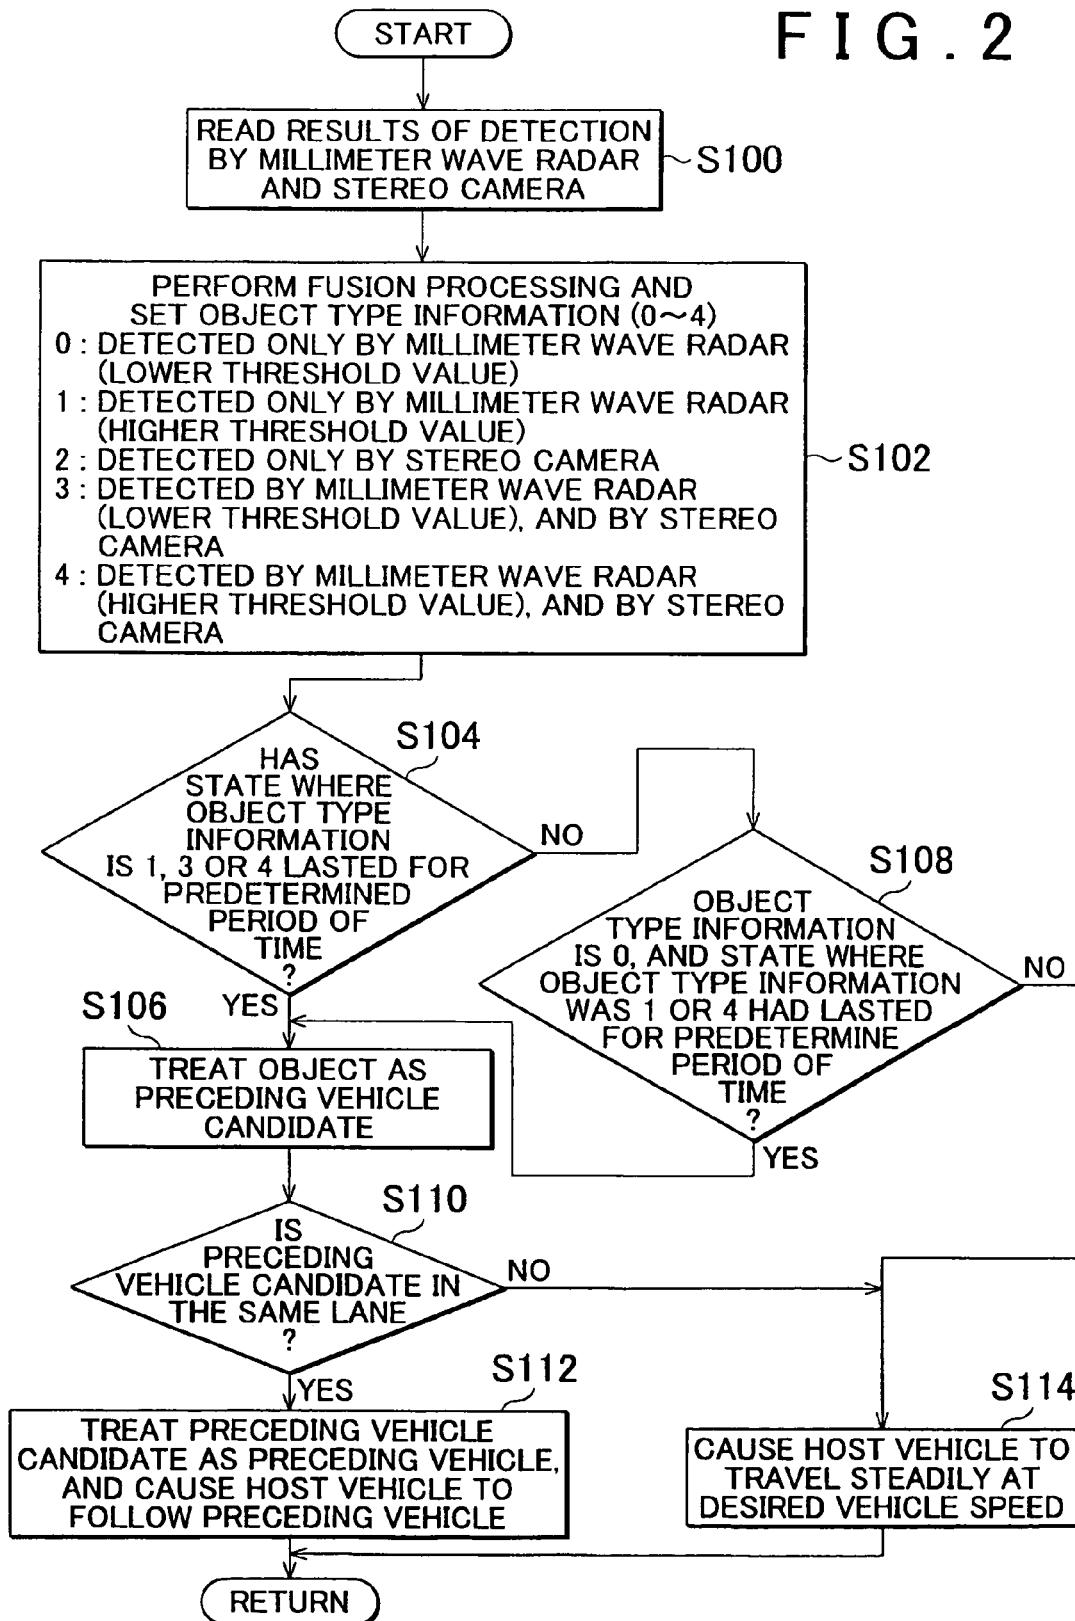 START
FIG. 2
READ RESULTS OF DETECTION
BY MILLIMETER WAVE RADAR
AND STEREO CAMERA
S100
PERFORM FUSION PROCESSING AND
SET OBJECT TYPE INFORMATION (0~4)
0 : DETECTED ONLY BY MILLIMETER WAVE RADAR
(LOWER THRESHOLD VALUE)
1 : DETECTED ONLY BY MILLIMETER WAVE RADAR
(HIGHER THRESHOLD VALUE)
2 : DETECTED ONLY BY STEREO CAMERA
3 : DETECTED BY MILLIMETER WAVE RADAR
(LOWER THRESHOLD VALUE), AND BY STEREO
CAMERA
4 : DETECTED BY MILLIMETER WAVE RADAR
(HIGHER THRESHOLD VALUE), AND BY STEREO
CAMERA
S102
S104
HAS
STATE WHERE
OBJECT TYPE
INFORMATION
IS 1, 3 OR 4 LASTED FOR
PREDETERMINED
PERIOD OF
TIME
?
NO
YES
S108
OBJECT
TYPE INFORMATION
IS 0, AND STATE WHERE
OBJECT TYPE INFORMATION
WAS 1 OR 4 HAD LASTED
FOR PREDETERMINE
PERIOD OF
TIME
?
NO
YES
S106
TREAT OBJECT AS
PRECEDING VEHICLE
CANDIDATE
S110
IS
PRECEDING
VEHICLE CANDIDATE IN
THE SAME LANE
?
NO
YES
S112
TREAT PRECEDING VEHICLE
CANDIDATE AS PRECEDING VEHICLE,
AND CAUSE HOST VEHICLE TO
FOLLOW PRECEDING VEHICLE
S114
CAUSE HOST VEHICLE TO
TRAVEL STEADILY AT
DESIRED VEHICLE SPEED
RETURN